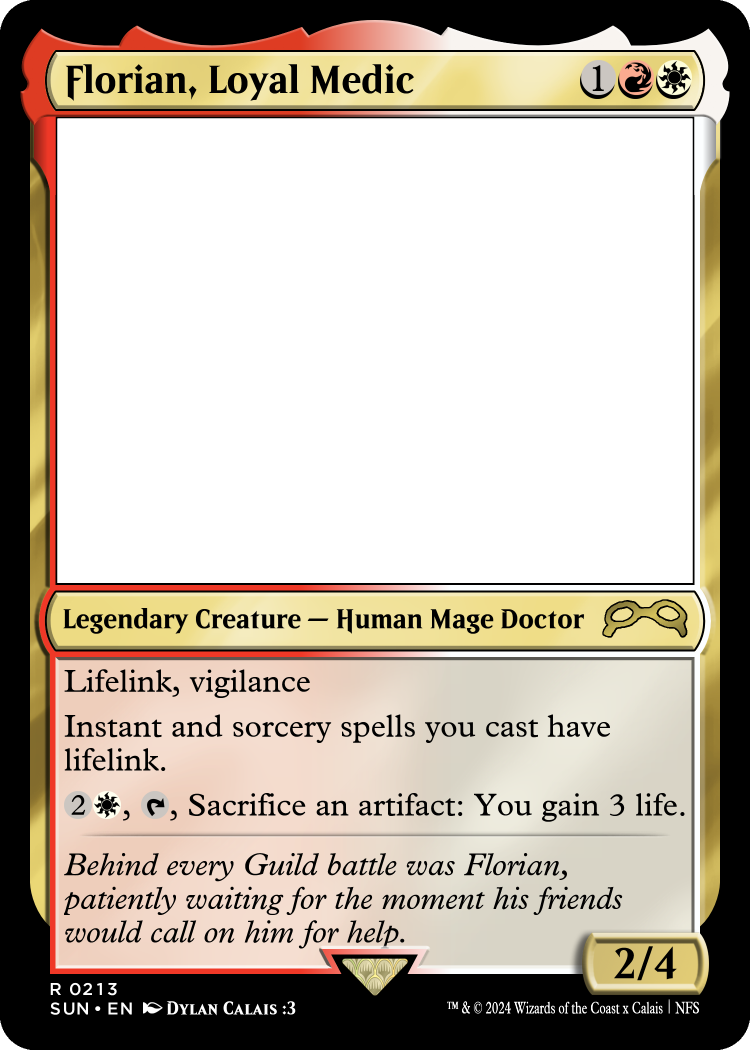 Florian, Loyal Medic 1
Legendary Creature — Human Mage Doctor
Lifelink, vigilance
Instant and sorcery spells you cast have
lifelink.
2 , , Sacrifice an artifact: You gain 3 life.
Behind every Guild battle was Florian,
patiently waiting for the moment his friends
would call on him for help.
2/4
R 0213
SUN • EN DYLAN CALAIS :3
™ & © 2024 Wizards of the Coast x Calais | NFS